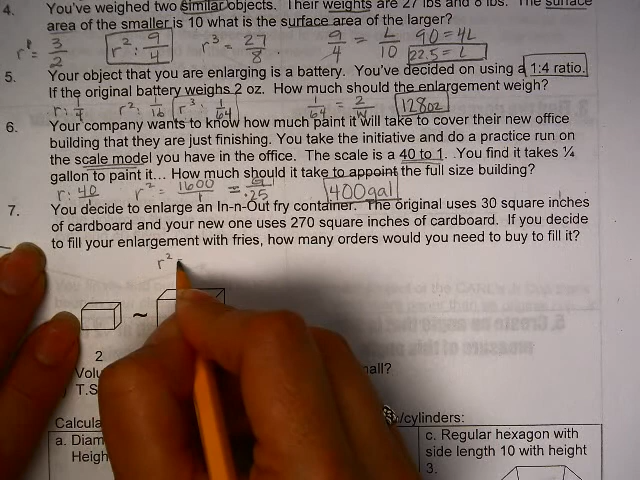 4. You've weighed two similar objects. Their weights are 27 lbs and 8 lbs. The surface
area of the smaller is 10 what is the surface area of the larger?
r¹ = 3/2 r² : 9/4 r³ = 27/8 9/4 = L/10 90 = 4L
22.5 = L
5. Your object that you are enlarging is a battery. You've decided on using a 1:4 ratio.
If the original battery weighs 2 oz. How much should the enlargement weigh?
r: 1/4 r²: 1/16 r³: 1/64 1/64 = 2/W 128oz
6. Your company wants to know how much paint it will take to cover their new office
building that they are just finishing. You take the initiative and do a practice run on
the scale model you have in the office. The scale is a 40 to 1. You find it takes ¼
gallon to paint it... How much should it take to appoint the full size building?
r: 40/1 r² = 1600/1 = G/.25 400gal
7. You decide to enlarge an In-n-Out fry container. The original uses 30 square inches
of cardboard and your new one uses 270 square inches of cardboard. If you decide
to fill your enlargement with fries, how many orders would you need to buy to fill it?
r²
~
2
Volu
mall?
T.S
Calcula
/cylinders:
a. Diam
Heigh
c. Regular hexagon with
side length 10 with height
3.